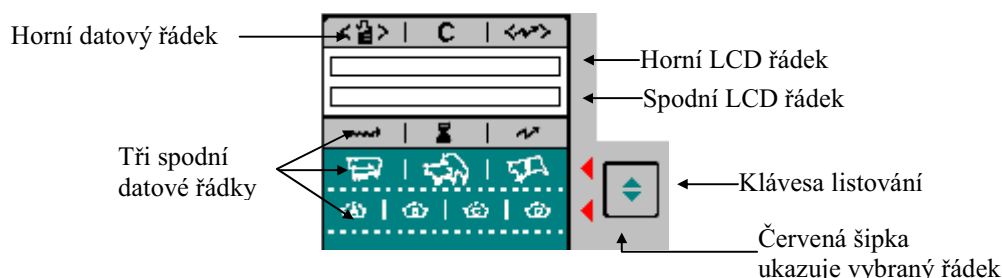 Horní datový řádek
C
Horní LCD řádek
Spodní LCD řádek
Tři spodní
datové řádky
Klávesa listování
Červená šipka
ukazuje vybraný řádek